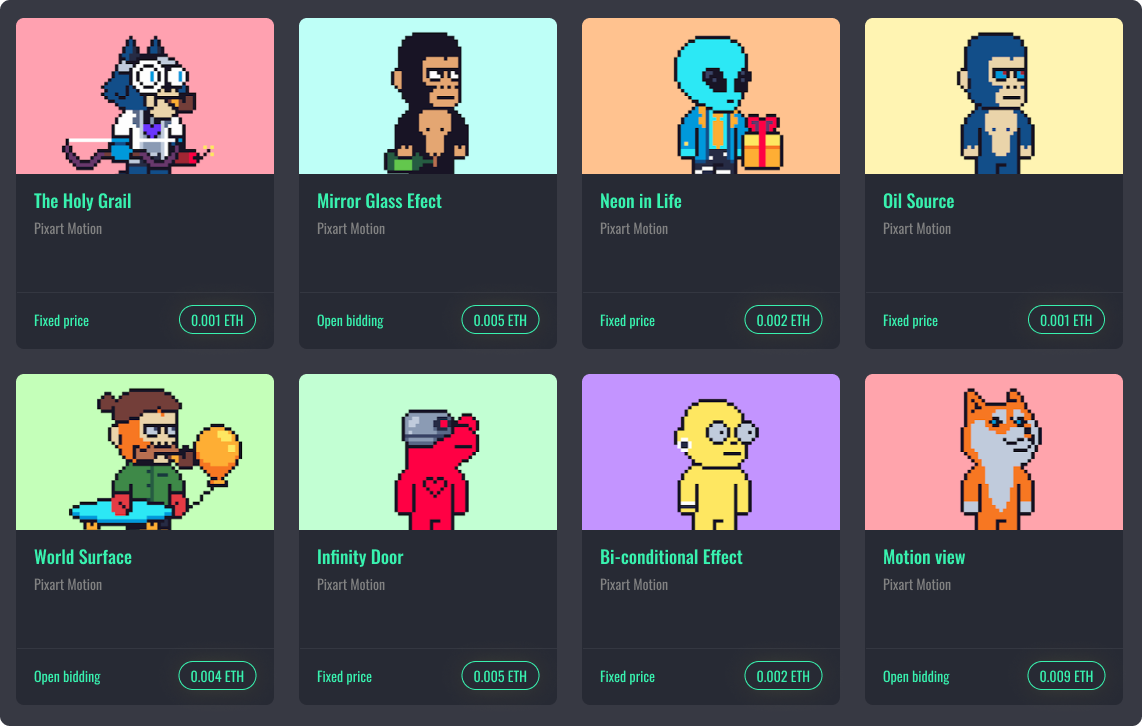 The Holy Grail
Pixart Motion
Fixed price
0.001 ETH
Mirror Glass Efect
Pixart Motion
Open bidding
0.005 ETH
Neon in Life
Pixart Motion
Fixed price
0.002 ETH
Oil Source
Pixart Motion
Fixed price
0.001 ETH
World Surface
Pixart Motion
Open bidding
0.004 ETH
Infinity Door
Pixart Motion
Fixed price
0.005 ETH
Bi-conditional Effect
Pixart Motion
Fixed price
0.002 ETH
Motion view
Pixart Motion
Open bidding
0.009 ETH